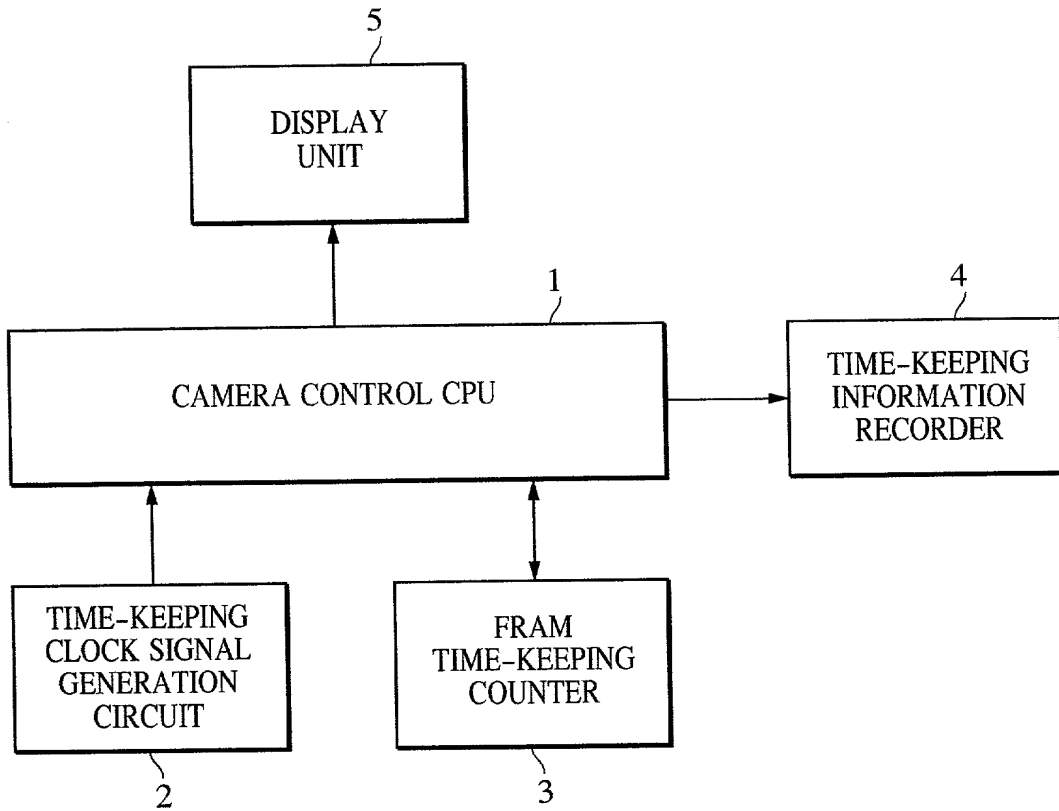 5
DISPLAY
UNIT
1
CAMERA CONTROL CPU
4
TIME-KEEPING
INFORMATION
RECORDER
TIME-KEEPING
CLOCK SIGNAL
GENERATION
CIRCUIT
2
FRAM
TIME-KEEPING
COUNTER
3